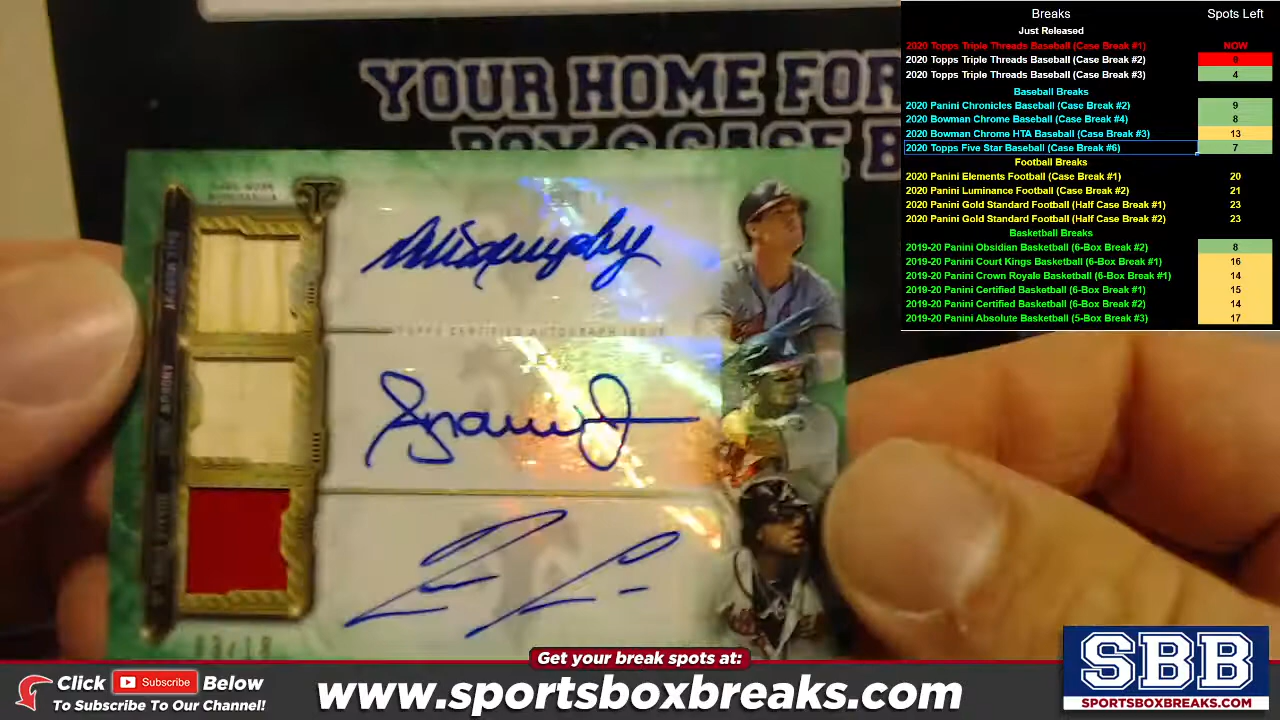 Breaks Spots Left
Just Released
2020 Topps Triple Threads Baseball (Case Break #1) NOW
2020 Topps Triple Threads Baseball (Case Break #2)
2020 Topps Triple Threads Baseball (Case Break #3) 4
Baseball Breaks
2020 Panini Chronicles Baseball (Case Break #2) 9
2020 Bowman Chrome Baseball (Case Break #4) 8
2020 Bowman Chrome HTA Baseball (Case Break #3) 13
2020 Topps Five Star Baseball (Case Break #6) 7
Football Breaks
2020 Panini Elements Football (Case Break #1) 20
2020 Panini Luminance Football (Case Break #2) 21
2020 Panini Gold Standard Football (Half Case Break #1) 23
2020 Panini Gold Standard Football (Half Case Break #2) 23
Basketball Breaks
2019-20 Panini Obsidian Basketball (6-Box Break #2) 8
2019-20 Panini Court Kings Basketball (6-Box Break #1) 16
2019-20 Panini Crown Royale Basketball (6-Box Break #1) 14
2019-20 Panini Certified Basketball (6-Box Break #1) 15
2019-20 Panini Certified Basketball (6-Box Break #2) 14
2019-20 Panini Absolute Basketball (5-Box Break #3) 17
YOUR HOME FOR
BOX & CASE B
TOPPS CERTIFIED AUTOGRAPH ISSUE
Get your break spots at:
Click Subscribe Below
To Subscribe To Our Channel!
www.sportsboxbreaks.com
SBB
SPORTSBOXBREAKS.COM